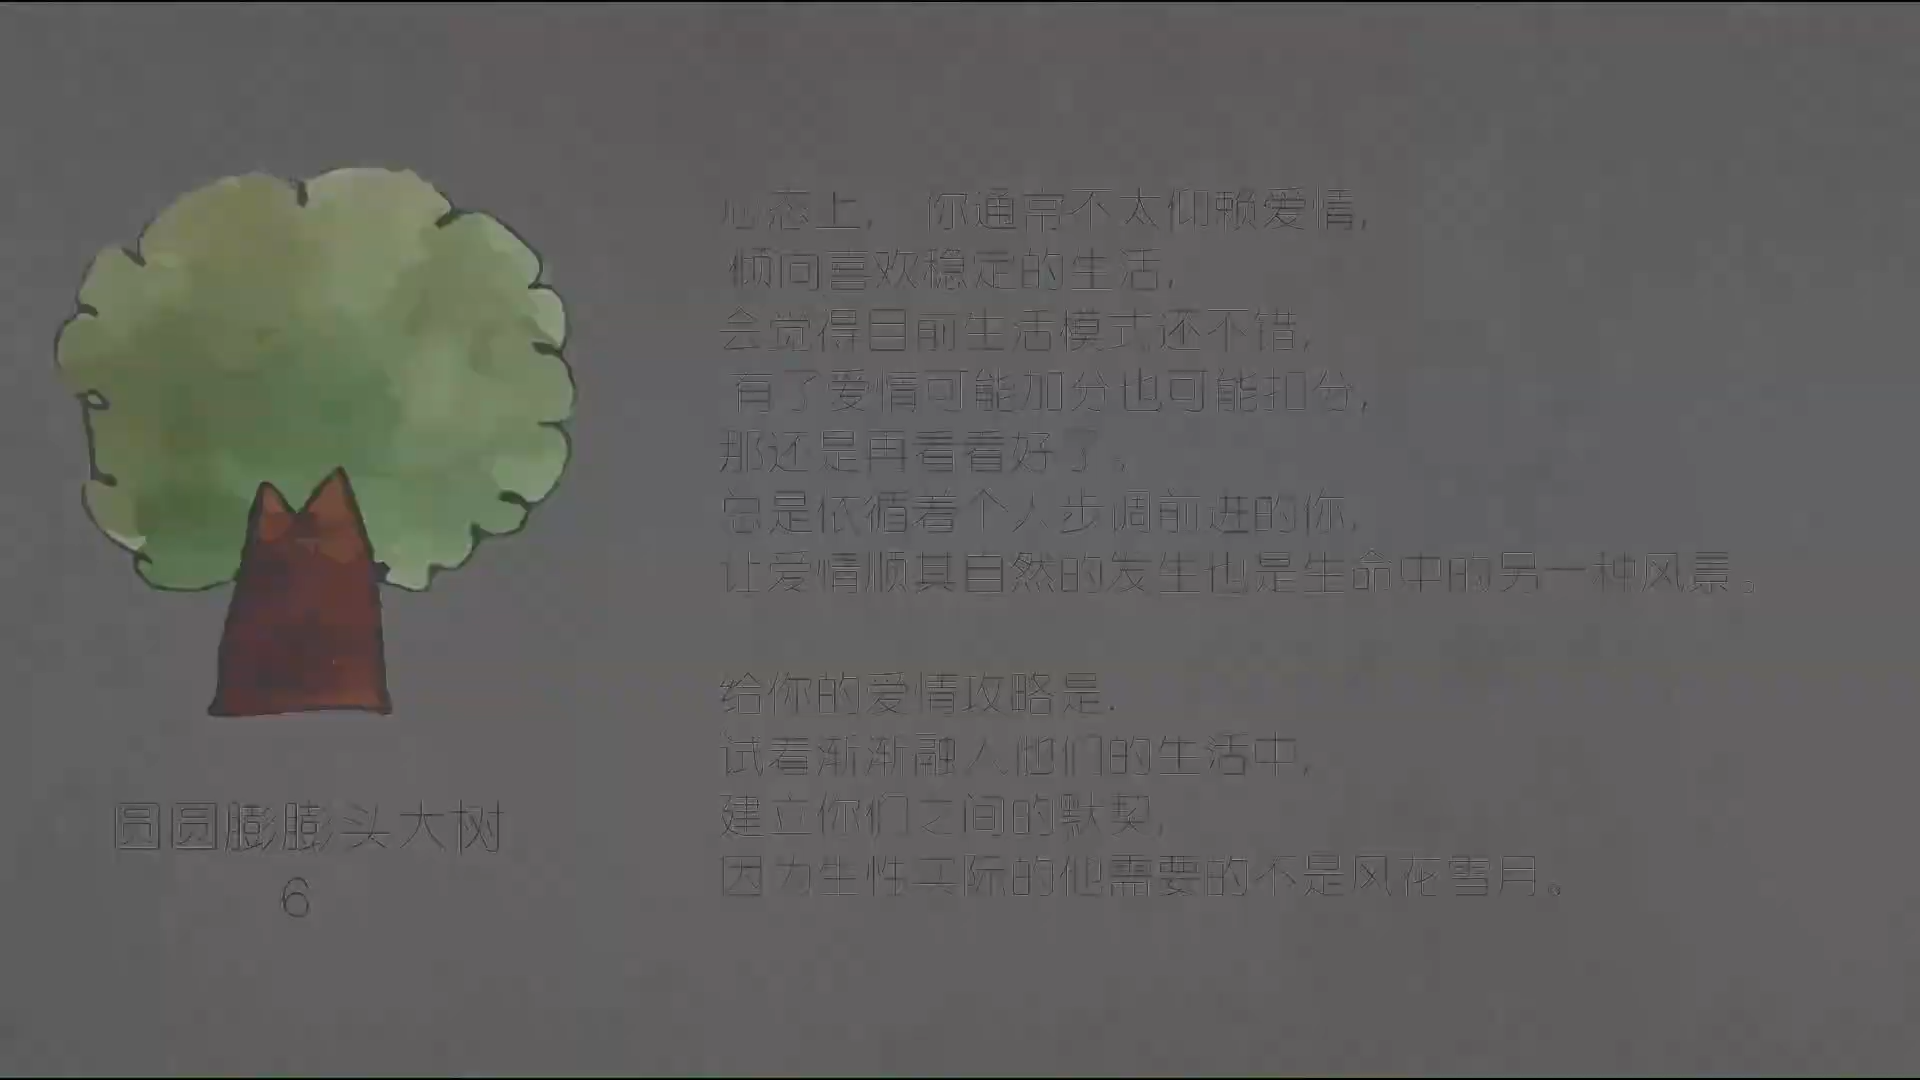 心态上， 你通常不太仰赖爱情，
倾向喜欢稳定的生活，
会觉得目前生活模式还不错，
有了爱情可能加分也可能扣分，
那还是再看看好了。
总是依循着个人步调前进的你，
让爱情顺其自然的发生也是生命中的另一种风景。
给你的爱情攻略是，
试着渐渐融入他们的生活中，
建立你们之间的默契，
因为生性实际的他需要的不是风花雪月。
圆圆膨膨头大树
6